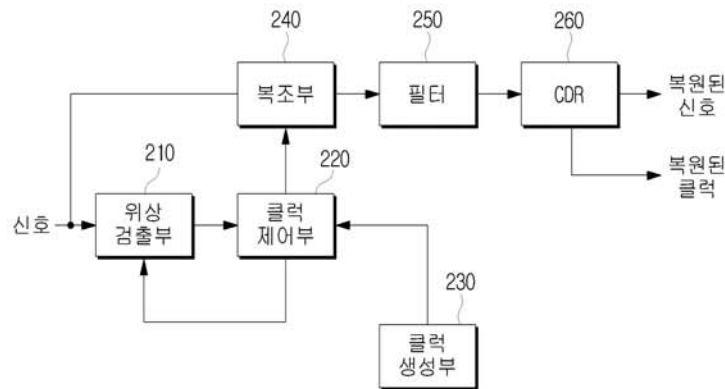 240
250
260
복조부
필터
CDR
복원된
신호
복원된
클럭
210
220
신호
위상
검출부
클럭
제어부
230
클럭
생성부